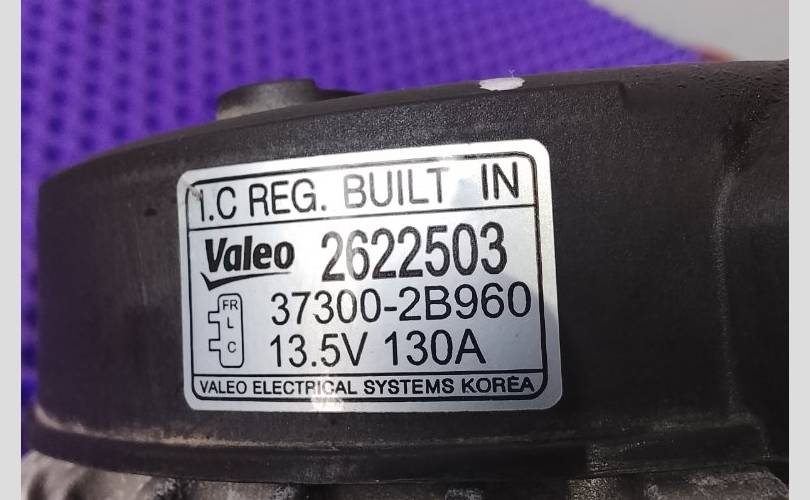 I.C REG. BUILT IN
Valeo 2622503
FR
L
C
37300-2B960
13.5V 130A
VALEO ELECTRICAL SYSTEMS KOREA